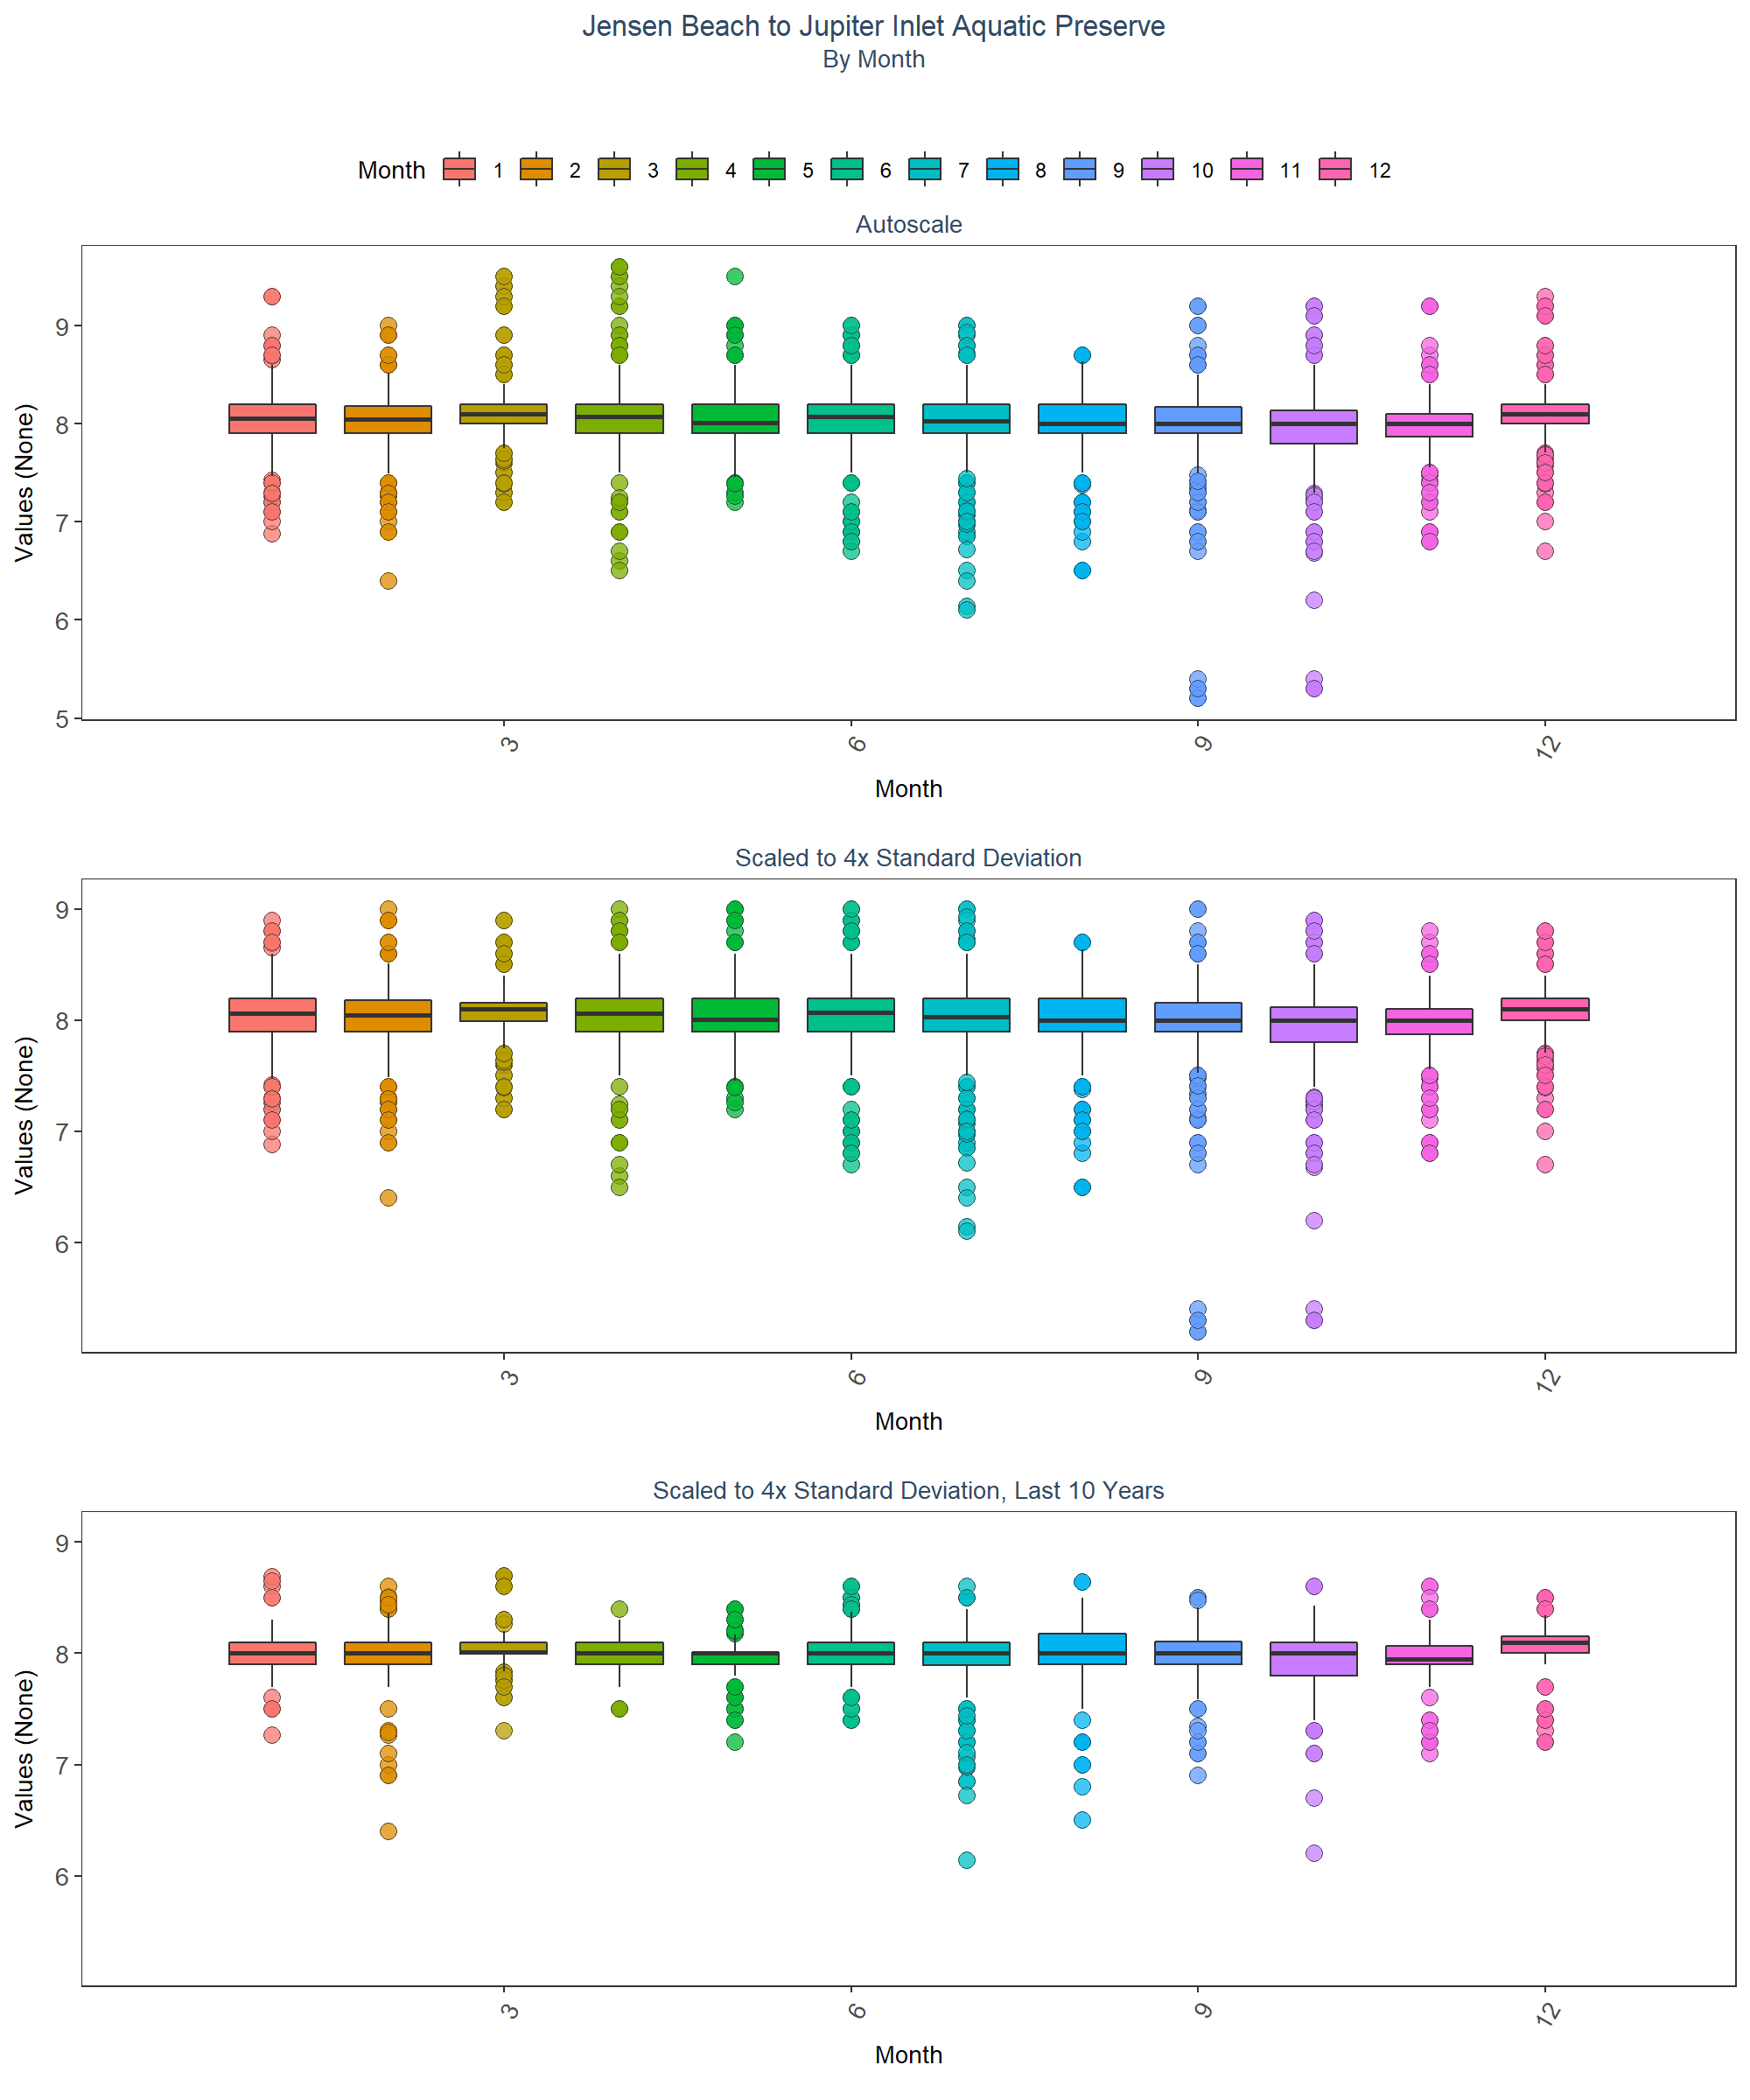 Jensen Beach to Jupiter Inlet Aquatic Preserve
By Month
Month 1 2 3 4 5 6 7 8 9 10 11 12
Autoscale
Values (None)
9
8
7
6
5
3 6 9 12
Month
Scaled to 4x Standard Deviation
Values (None)
9
8
7
6
3 6 9 12
Month
Scaled to 4x Standard Deviation, Last 10 Years
Values (None)
9
8
7
6
3 6 9 12
Month